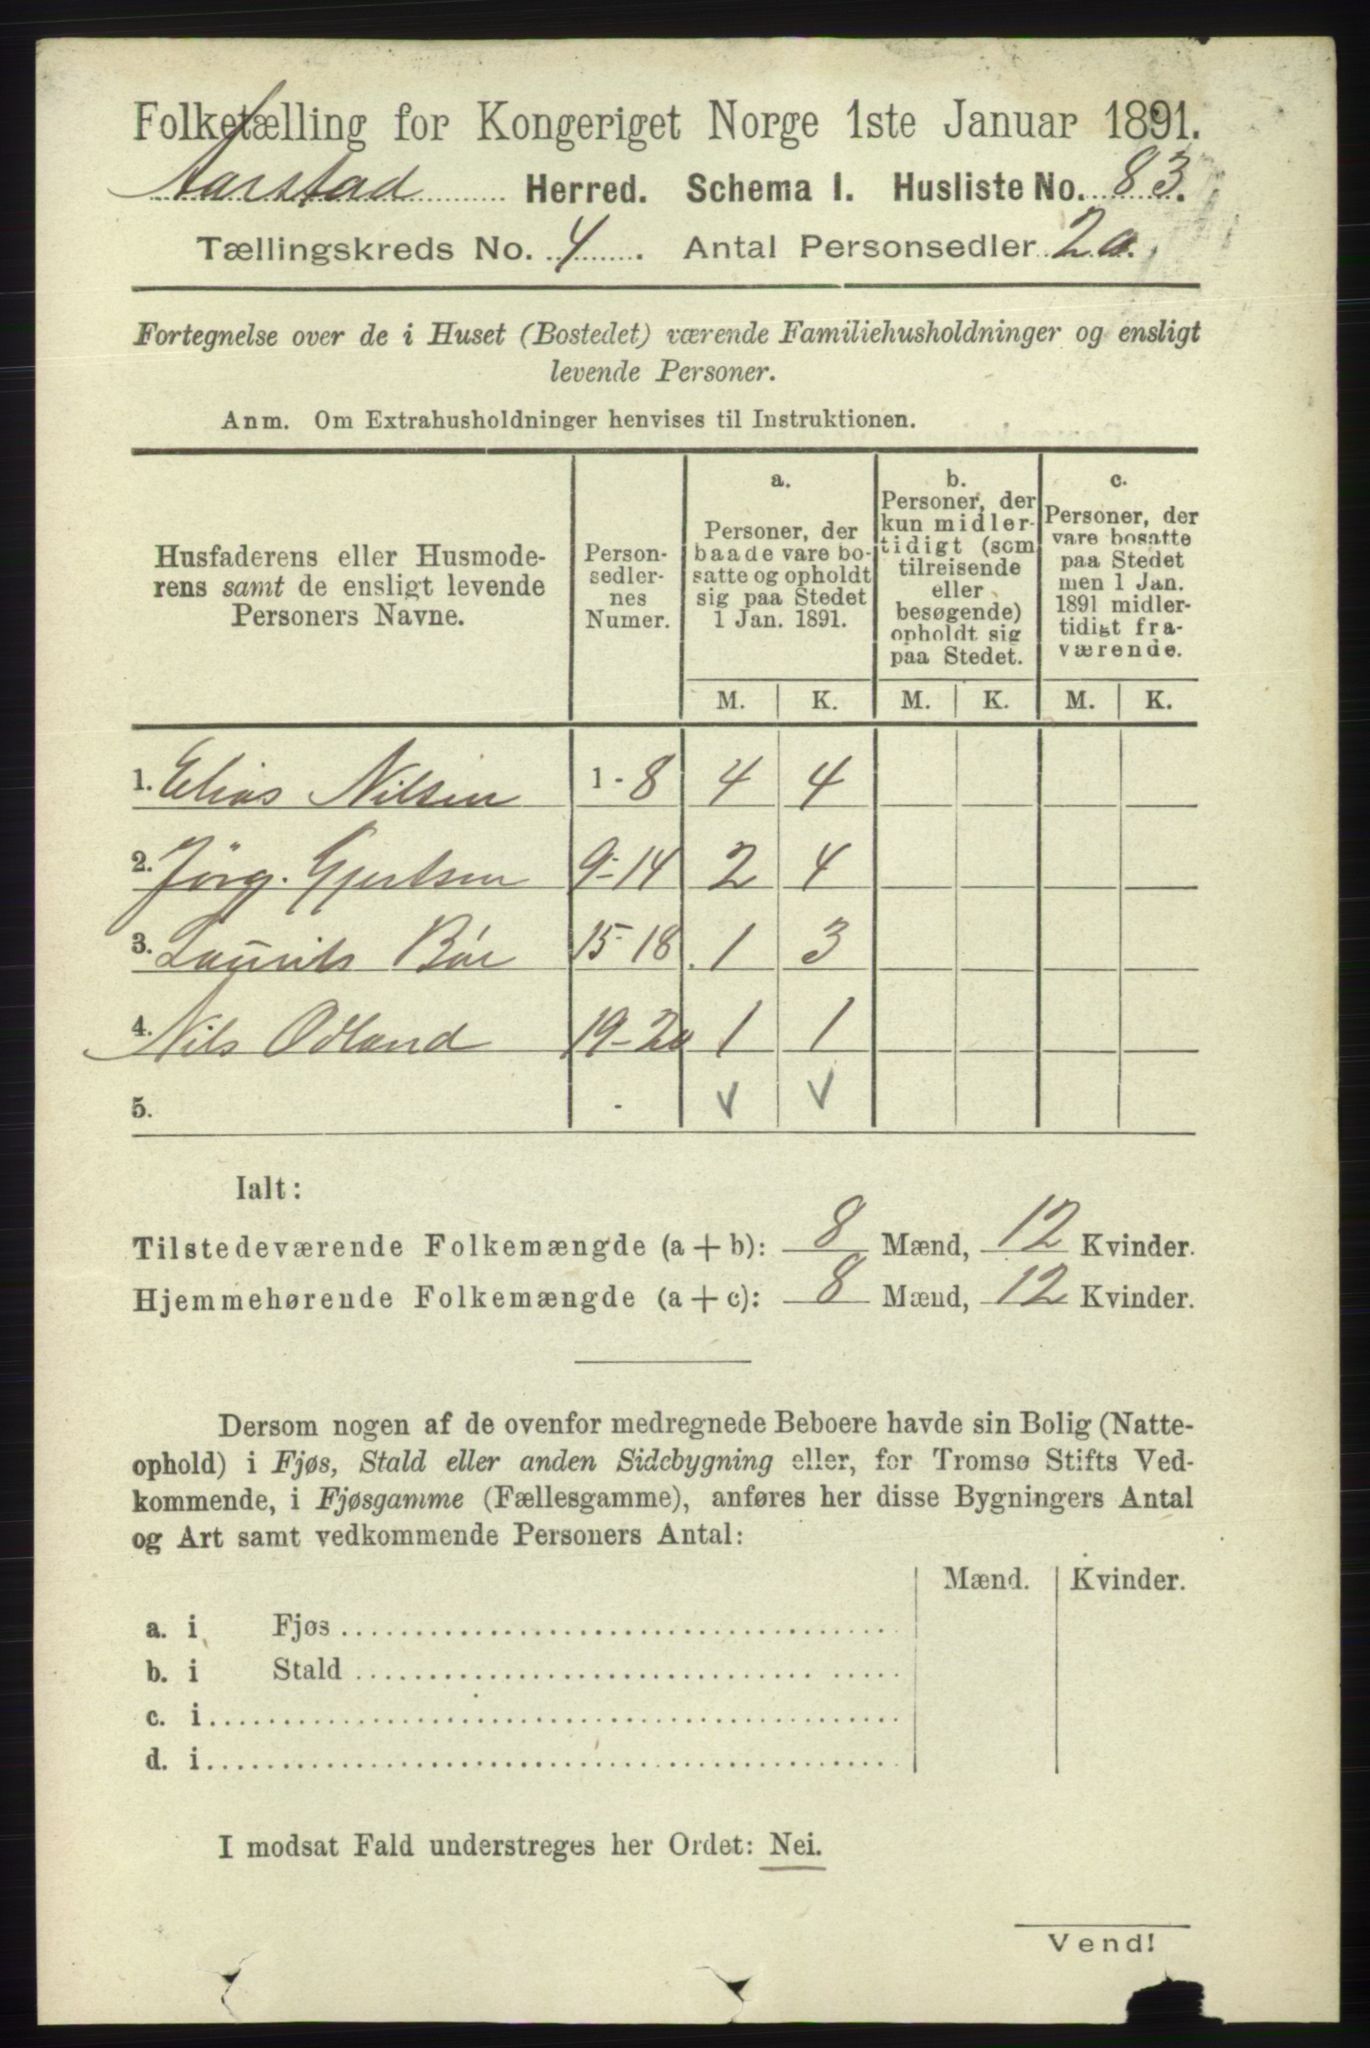 Folketælling for Kongeriget Norge 1ste Januar 1891.
Aarstad Herred. Schema I. Husliste No. 83.
Tællingskreds No. 4. Antal Personsedler 20.
Fortegnelse over de i Huset (Bostedet) værende Familiehusholdninger og ensligt
levende Personer.
Anm. Om Extrahusholdninger henvises til Instruktionen.
Husfaderens eller Husmode-
rens samt de ensligt levende
Personers Navne.
Person-
sedler-
nes
Numer.
a.
Personer, der
baade vare bo-
satte og opholdt
sig paa Stedet
1 Jan. 1891.
b.
Personer, der
kun midler-
tidigt (som
tilreisende
eller
besøgende)
opholdt sig
paa Stedet.
c.
Personer, der
vare bosatte
paa Stedet
men 1 Jan.
1891 midler-
tidigt fra-
værende.
M. K. M. K. M. K.
1. Elias Nilsen 1-8 4 4
2. Jörg. Gjertsen 9-14 2 4
3. Laurits Bör 15-18 1 3
4. Nils Odland 19-20 1 1
5. - v v
Ialt:
Tilstedeværende Folkemængde (a + b): 8 Mænd, 12 Kvinder.
Hjemmehørende Folkemængde (a + c): 8 Mænd, 12 Kvinder.
Dersom nogen af de ovenfor medregnede Beboere havde sin Bolig (Natte-
ophold) i Fjøs, Stald eller anden Sidebygning eller, for Tromsø Stifts Ved-
kommende, i Fjøsgamme (Fællesgamme), anføres her disse Bygningers Antal
og Art samt vedkommende Personers Antal:
Mænd. Kvinder.
a. i Fjøs
b. i Stald
c. i
d. i
I modsat Fald understreges her Ordet: Nei.
Vend!